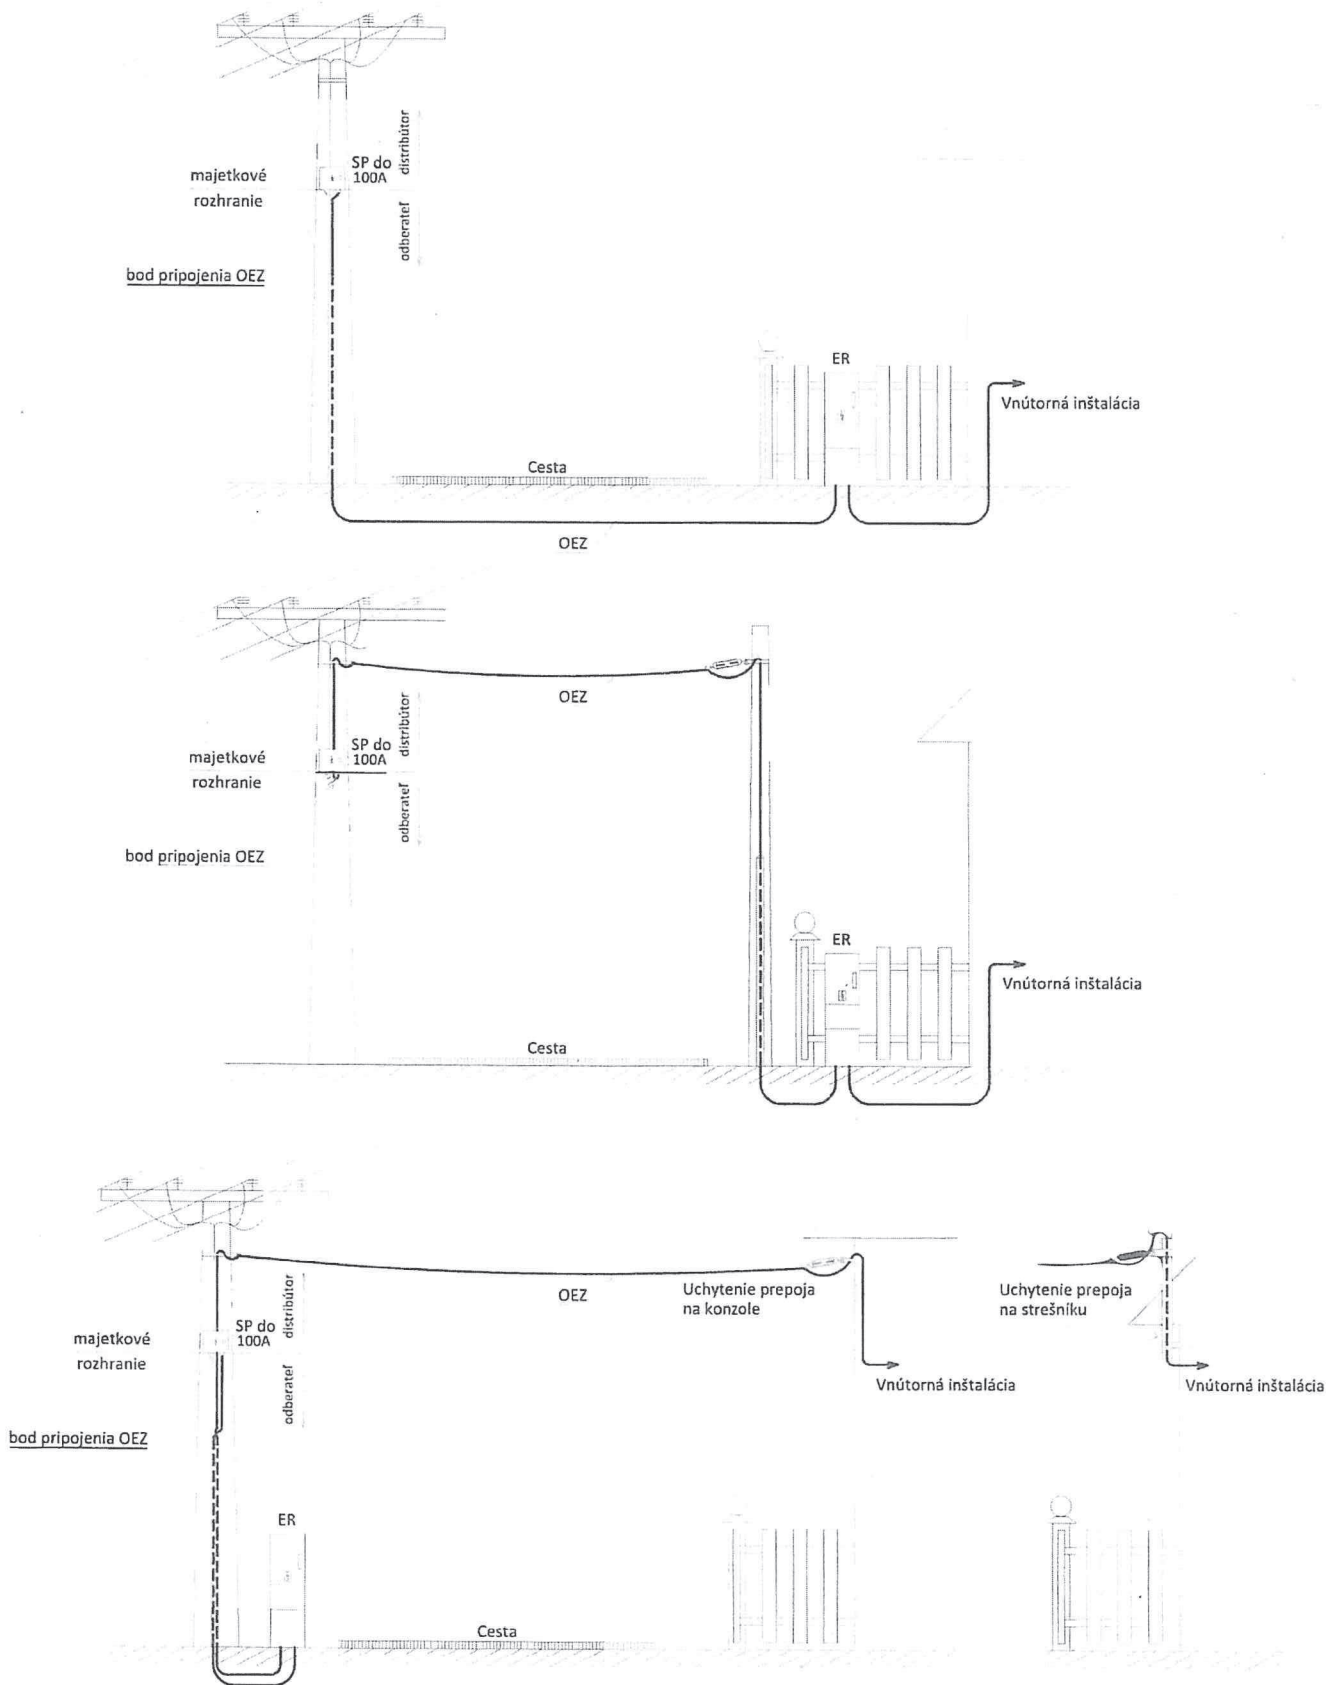 SP do
100A
distribútor
majetkové
rozhranie
odberateľ
bod pripojenia OEZ
ER
Vnútorná inštalácia
Cesta
OEZ
OEZ
SP do
100A
distribútor
majetkové
rozhranie
odberateľ
bod pripojenia OEZ
ER
Vnútorná inštalácia
Cesta
OEZ
Uchytenie prepoja
na konzole
Uchytenie prepoja
na strešníku
SP do
100A
distribútor
majetkové
rozhranie
odberateľ
Vnútorná inštalácia
Vnútorná inštalácia
bod pripojenia OEZ
ER
Cesta